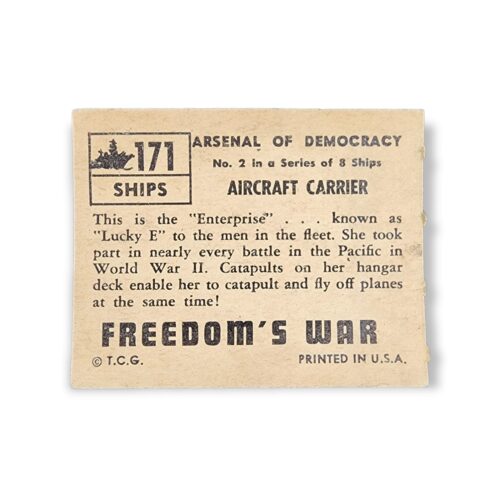 171
SHIPS
ARSENAL OF DEMOCRACY
No. 2 in a Series of 8 Ships
AIRCRAFT CARRIER
This is the "Enterprise" . . . known as
"Lucky E" to the men in the fleet. She took
part in nearly every battle in the Pacific in
World War II. Catapults on her hangar
deck enable her to catapult and fly off planes
at the same time!
FREEDOM'S WAR
© T.C.G.
PRINTED IN U.S.A.